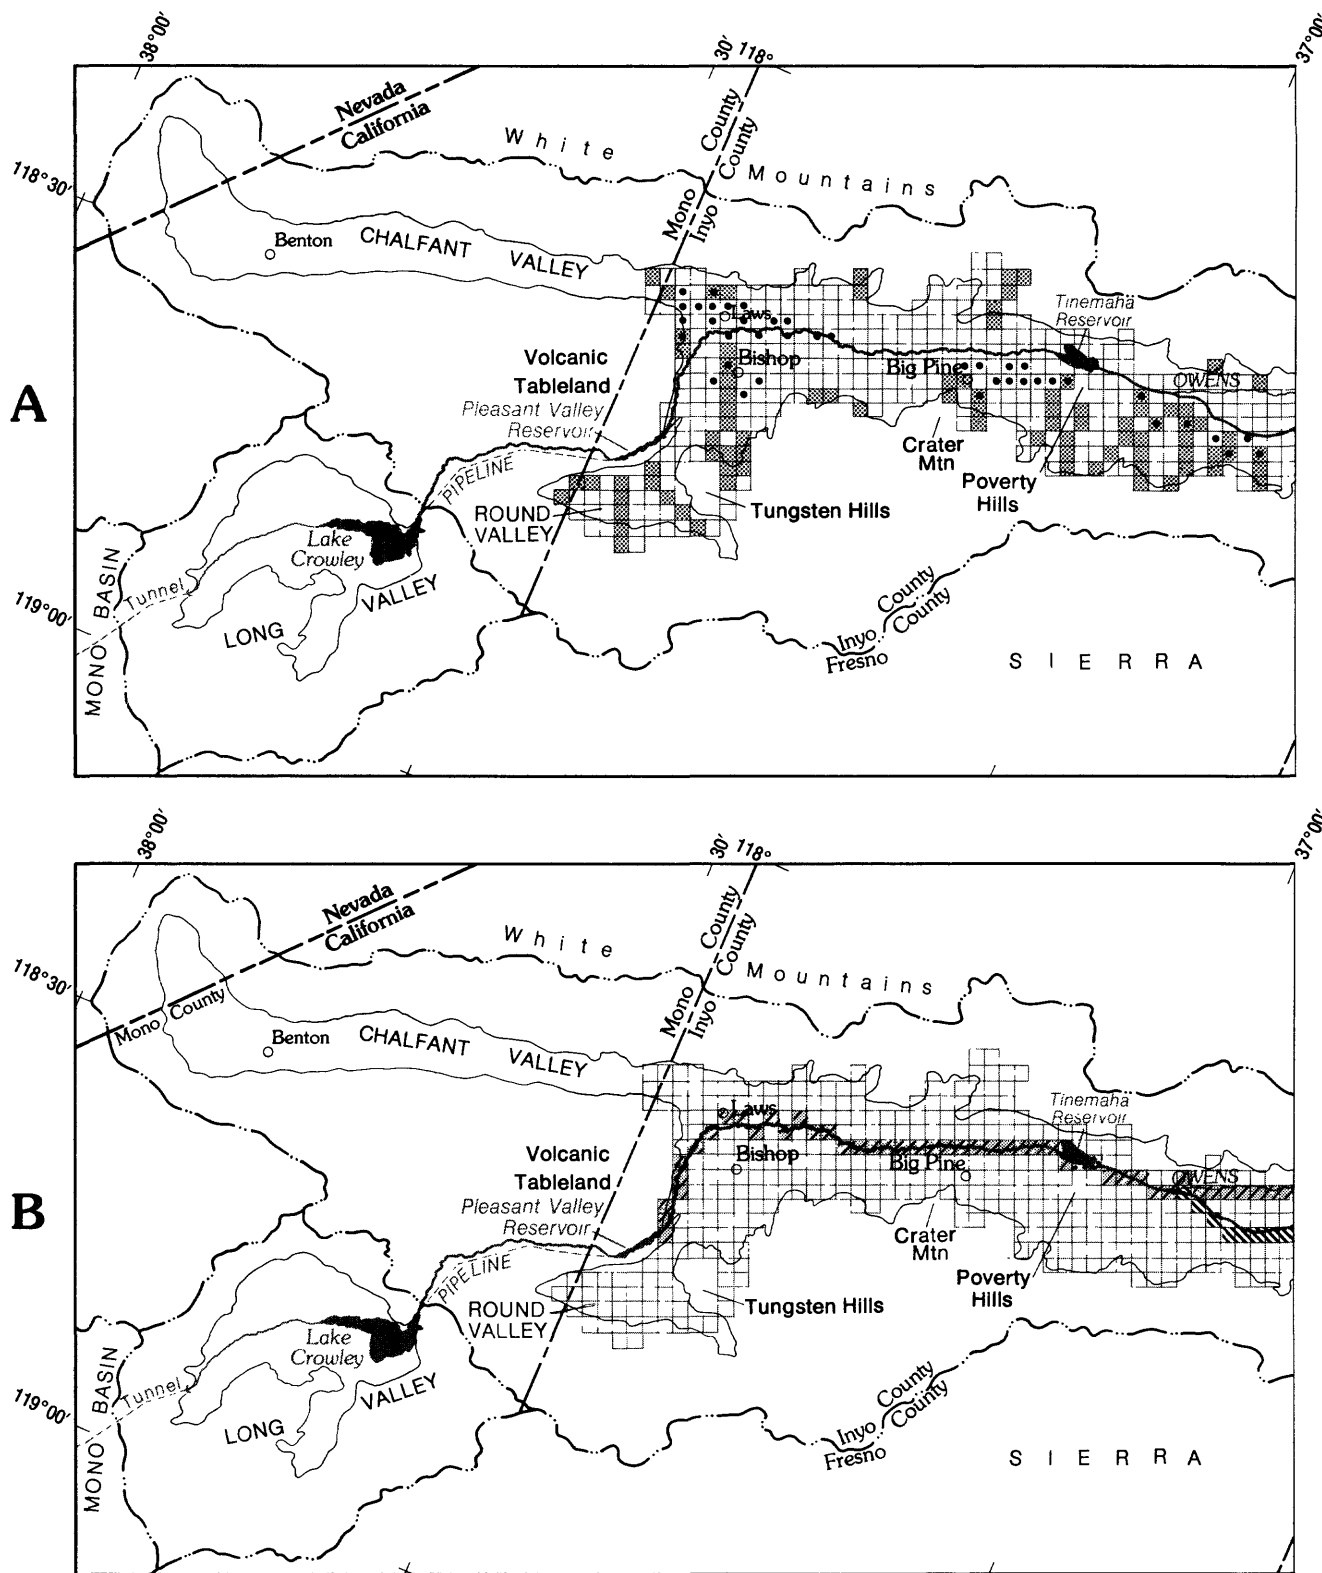 38°00'
30'
118°
37°00'
Nevada
California
County
County
White
Mountains
118°30'
Mono
Inyo
Benton
CHALFANT
VALLEY
Tinemaha
Reservoir
Laws
Volcanic
Tableland
Bishop
Big Pine
OWENS
A
Pleasant Valley
Reservoir
Crater
Mtn
PIPELINE
Poverty
Hills
ROUND
VALLEY
Tungsten Hills
Lake
Crowley
MONO BASIN
Tunnel
VALLEY
119°00'
LONG
County
County
Inyo
Fresno
SIERRA
38°00'
30'
118°
37°00'
Nevada
California
County
County
White
Mountains
118°30'
Mono County
Mono
Inyo
Benton
CHALFANT
VALLEY
Tinemaha
Reservoir
Laws
Volcanic
Tableland
Bishop
Big Pine
OWENS
B
Pleasant Valley
Reservoir
Crater
Mtn
PIPELINE
Poverty
Hills
ROUND
VALLEY
Tungsten Hills
Lake
Crowley
MONO BASIN
Tunnel
VALLEY
119°00'
LONG
County
County
Inyo
Fresno
SIERRA